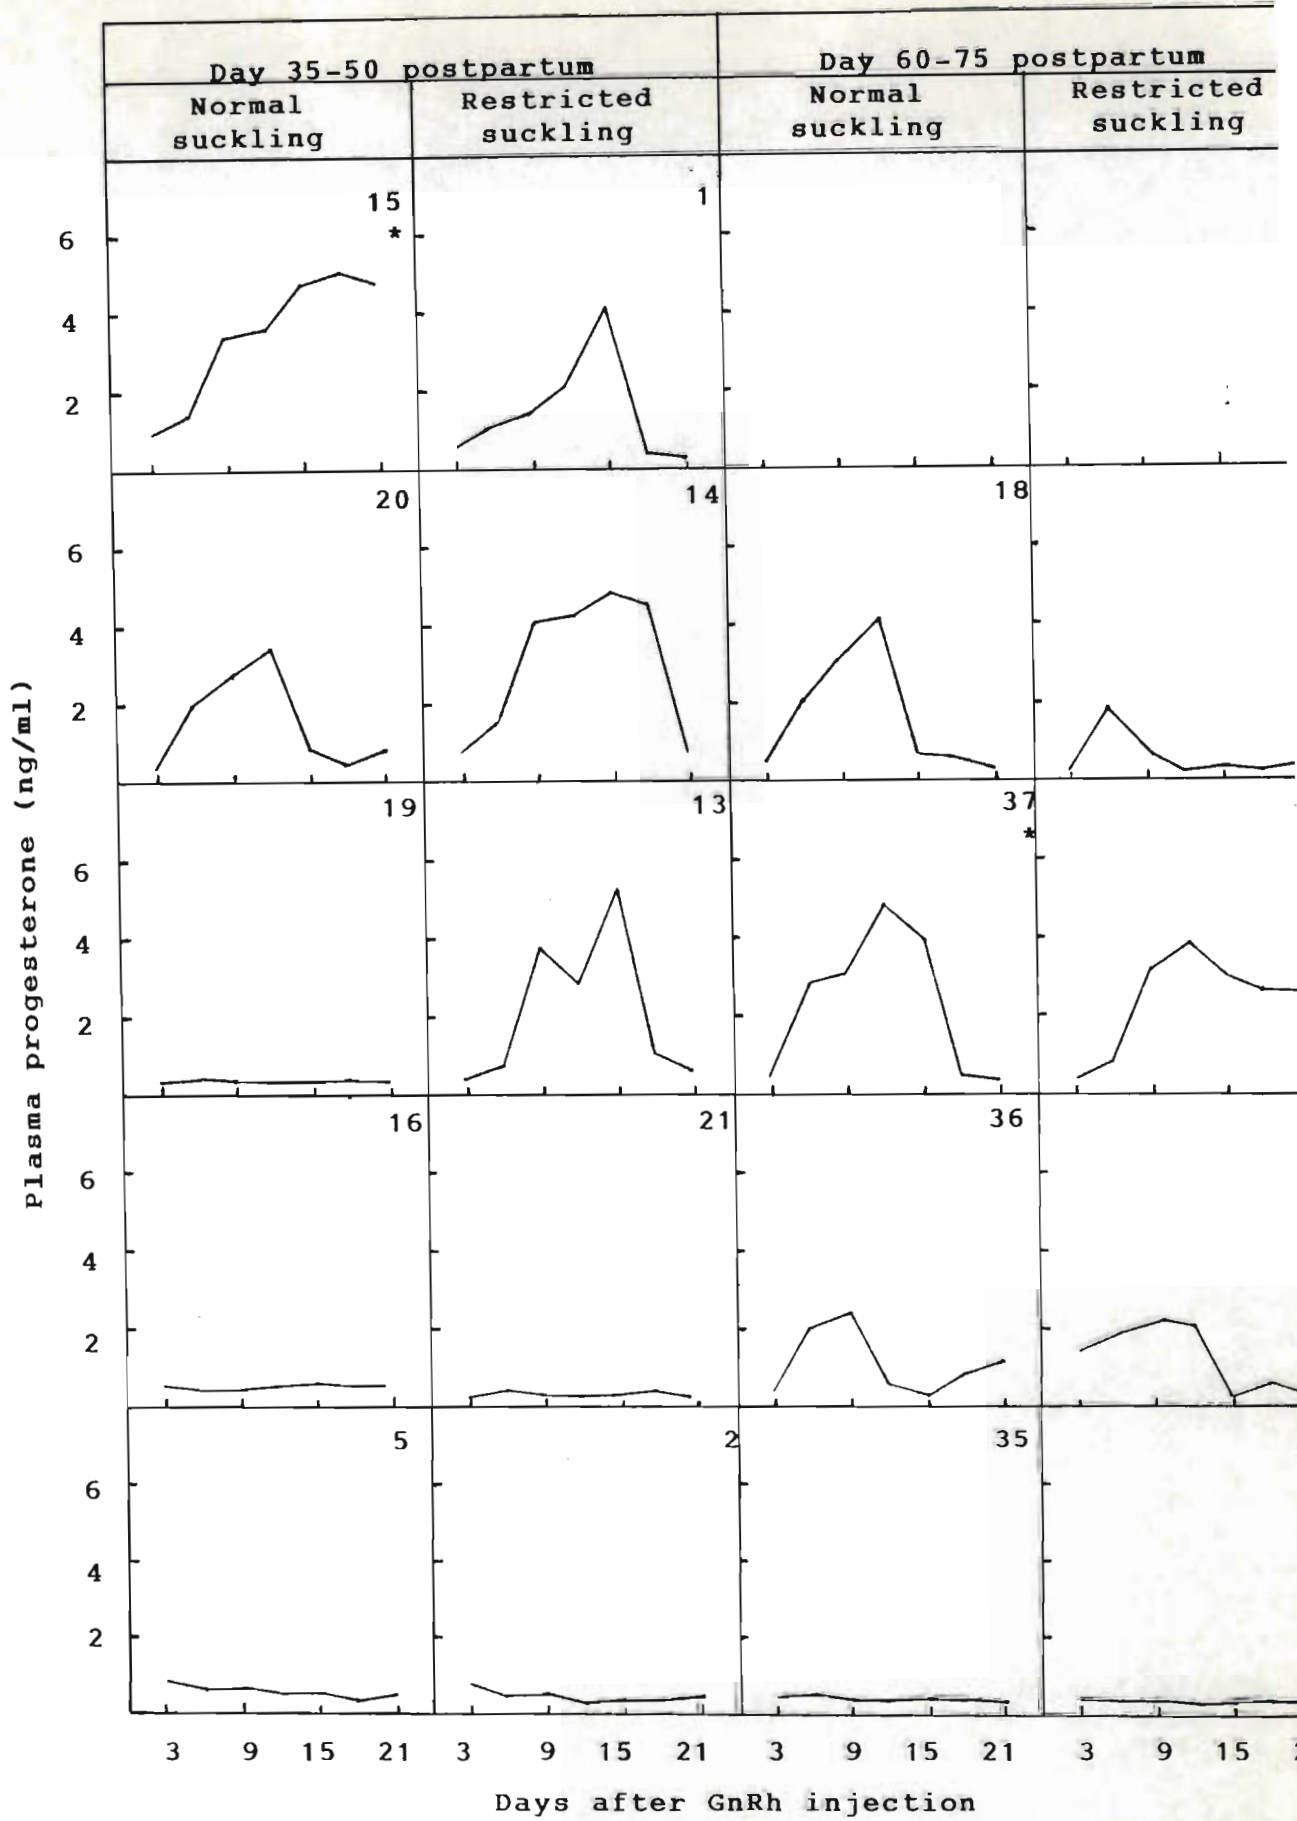 Day 35-50 postpartum Day 60-75 postpartum
Normal suckling Restricted suckling Normal suckling Restricted suckling
15 1
*
6
4
2
20 14 18
6
4
2
19 13 37
*
6
4
2
16 21 36
6
4
2
5 2 35
6
4
2
3 9 15 21 3 9 15 21 3 9 15 21 3 9 15
Days after GnRh injection
Plasma progesterone (ng/ml)